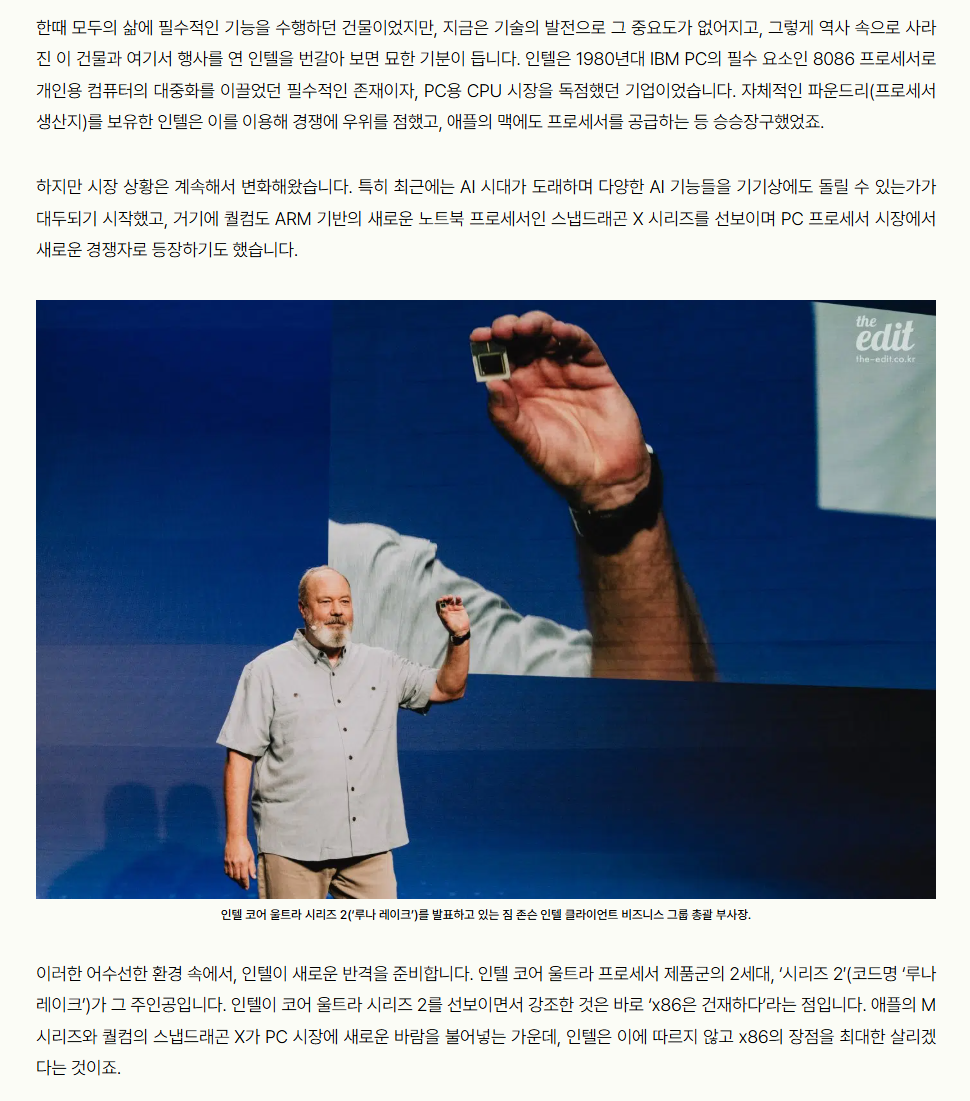 한때 모두의 삶에 필수적인 기능을 수행하던 건물이었지만, 지금은 기술의 발전으로 그 중요도가 없어지고, 그렇게 역사 속으로 사라
진 이 건물과 여기서 행사를 연 인텔을 번갈아 보면 묘한 기분이 듭니다. 인텔은 1980년대 IBM PC의 필수 요소인 8086 프로세서로
개인용 컴퓨터의 대중화를 이끌었던 필수적인 존재이자, PC용 CPU 시장을 독점했던 기업이었습니다. 자체적인 파운드리(프로세서
생산지)를 보유한 인텔은 이를 이용해 경쟁에 우위를 점했고, 애플의 맥에도 프로세서를 공급하는 등 승승장구했었죠.
하지만 시장 상황은 계속해서 변화해왔습니다. 특히 최근에는 AI 시대가 도래하며 다양한 AI 기능들을 기기상에도 돌릴 수 있는가가
대두되기 시작했고, 거기에 퀄컴도 ARM 기반의 새로운 노트북 프로세서인 스냅드래곤 X 시리즈를 선보이며 PC 프로세서 시장에서
새로운 경쟁자로 등장하기도 했습니다.
the
edit
the-edit.co.kr
인텔 코어 울트라 시리즈 2(‘루나 레이크’)를 발표하고 있는 짐 존슨 인텔 클라이언트 비즈니스 그룹 총괄 부사장.
이러한 어수선한 환경 속에서, 인텔이 새로운 반격을 준비합니다. 인텔 코어 울트라 프로세서 제품군의 2세대, ‘시리즈 2’(코드명 ‘루나
레이크’)가 그 주인공입니다. 인텔이 코어 울트라 시리즈 2를 선보이면서 강조한 것은 바로 ‘x86은 건재하다’라는 점입니다. 애플의 M
시리즈와 퀄컴의 스냅드래곤 X가 PC 시장에 새로운 바람을 불어넣는 가운데, 인텔은 이에 따르지 않고 x86의 장점을 최대한 살리겠
다는 것이죠.